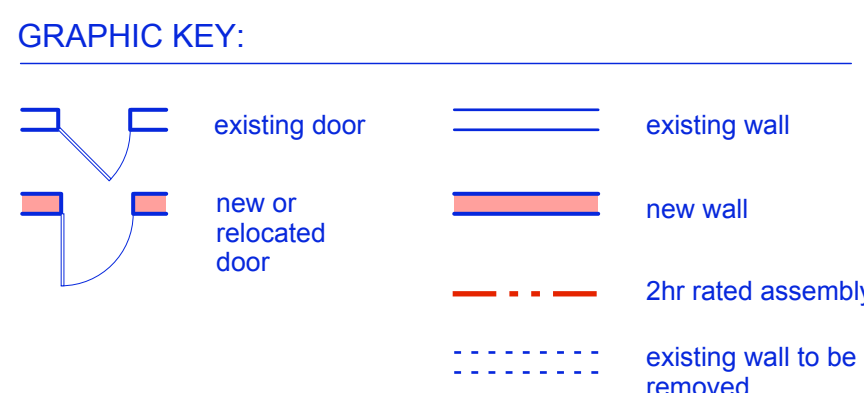 GRAPHIC KEY:
existing door
new or
relocated
door
existing wall
new wall
2hr rated assembly
existing wall to be
removed